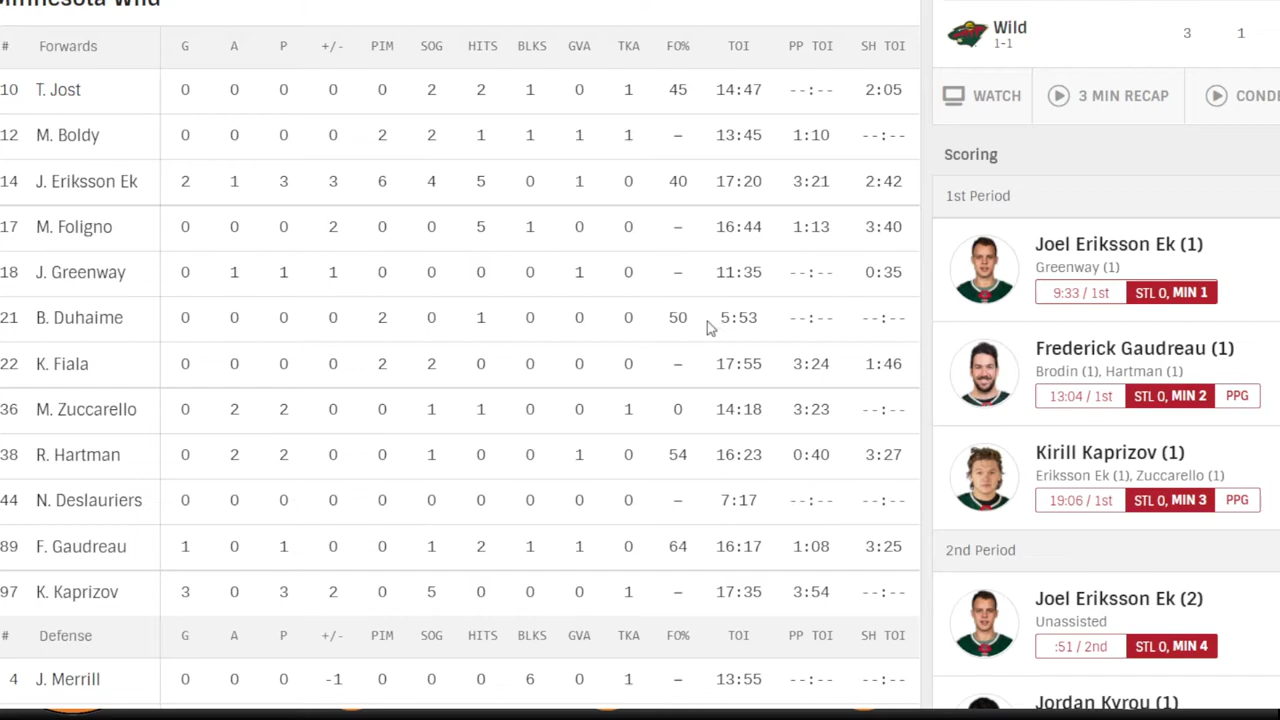 Minnesota Wild
# Forwards G A P +/- PIM SOG HITS BLKS GVA TKA FO% TOI PP TOI SH TOI
10 T. Jost 0 0 0 0 0 2 2 1 0 1 45 14:47 --:-- 2:05
12 M. Boldy 0 0 0 0 2 2 1 1 1 1 – 13:45 1:10 --:--
14 J. Eriksson Ek 2 1 3 3 6 4 5 0 1 0 40 17:20 3:21 2:42
17 M. Foligno 0 0 0 2 0 0 5 1 0 0 – 16:44 1:13 3:40
18 J. Greenway 0 1 1 1 0 0 0 0 1 0 – 11:35 --:-- 0:35
21 B. Duhaime 0 0 0 0 2 0 1 0 0 0 50 5:53 --:-- --:--
22 K. Fiala 0 0 0 0 2 2 0 0 0 0 – 17:55 3:24 1:46
36 M. Zuccarello 0 2 2 0 0 1 1 0 0 1 0 14:18 3:23 --:--
38 R. Hartman 0 2 2 0 0 1 0 0 1 0 54 16:23 0:40 3:27
44 N. Deslauriers 0 0 0 0 0 0 0 0 0 0 – 7:17 --:-- --:--
89 F. Gaudreau 1 0 1 0 0 1 2 1 1 0 64 16:17 1:08 3:25
97 K. Kaprizov 3 0 3 2 0 5 0 0 0 1 – 17:35 3:54 --:--
# Defense G A P +/- PIM SOG HITS BLKS GVA TKA FO% TOI PP TOI SH TOI
4 J. Merrill 0 0 0 -1 0 0 0 6 0 1 – 13:55 --:-- --:--
Wild 3 1
1-1
WATCH 3 MIN RECAP COND
Scoring
1st Period
Joel Eriksson Ek (1)
Greenway (1)
9:33 / 1st STL 0, MIN 1
Frederick Gaudreau (1)
Brodin (1), Hartman (1)
13:04 / 1st STL 0, MIN 2 PPG
Kirill Kaprizov (1)
Eriksson Ek (1), Zuccarello (1)
19:06 / 1st STL 0, MIN 3 PPG
2nd Period
Joel Eriksson Ek (2)
Unassisted
:51 / 2nd STL 0, MIN 4
Jordan Kyrou (1)